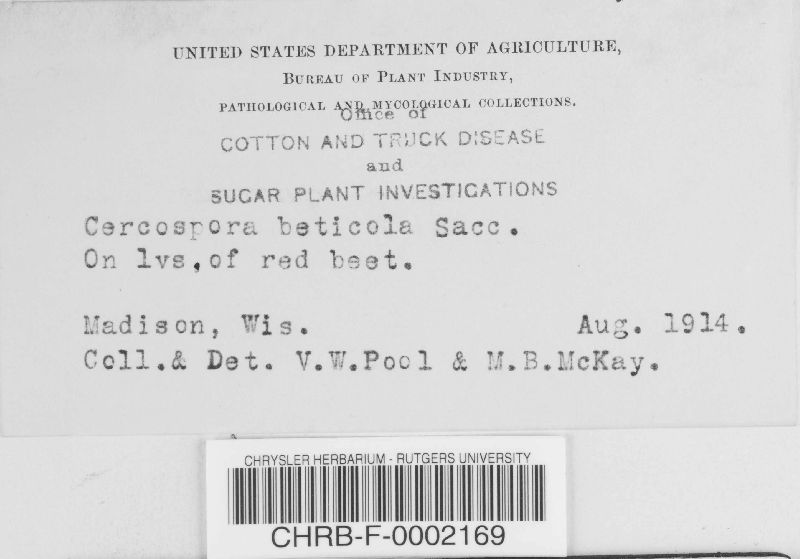 UNITED STATES DEPARTMENT OF AGRICULTURE,
BUREAU OF PLANT INDUSTRY,
PATHOLOGICAL AND MYCOLOGICAL COLLECTIONS.
Office of
COTTON AND TRUCK DISEASE
and
SUGAR PLANT INVESTIGATIONS
Cercospora beticola Sacc.
On lvs.of red beet.
Madison, Wis. Aug. 1914.
Coll.& Det. V.W.Pool & M.B.McKay.
CHRYSLER HERBARIUM - RUTGERS UNIVERSITY
CHRB-F-0002169